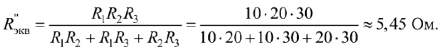 R"экв = R₁R₂R₃ / (R₁R₂ + R₁R₃ + R₂R₃) = 10·20·30 / (10·20 + 10·30 + 20·30) ≈ 5,45 Ом.